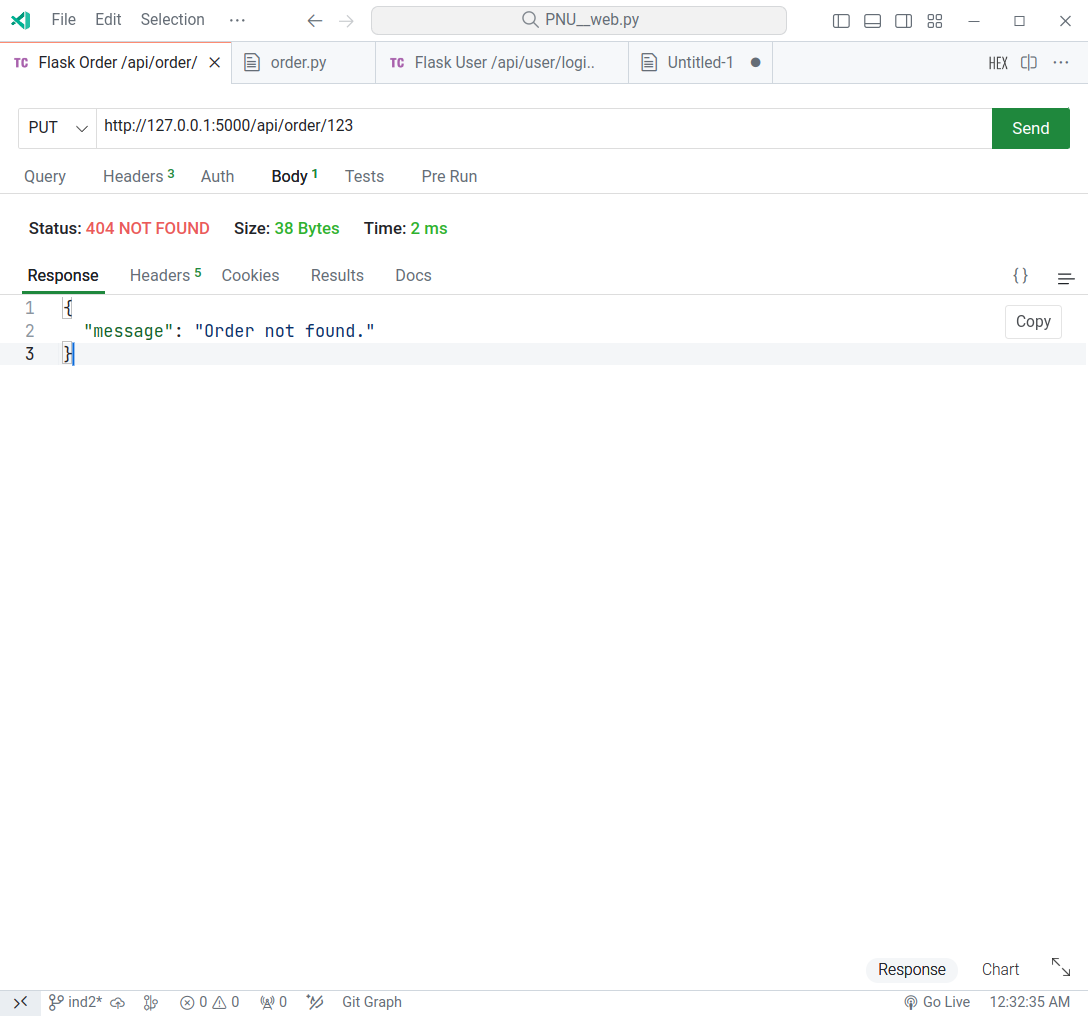 File Edit Selection ··· PNU__web.py
TC Flask Order /api/order/ order.py TC Flask User /api/user/logi.. Untitled-1 HEX ···
PUT http://127.0.0.1:5000/api/order/123 Send
Query Headers 3 Auth Body 1 Tests Pre Run
Status: 404 NOT FOUND Size: 38 Bytes Time: 2 ms
Response Headers 5 Cookies Results Docs { }
1 {
2 "message": "Order not found."
3 }
Copy
Response Chart
ind2* 0 0 0 Git Graph Go Live 12:32:35 AM